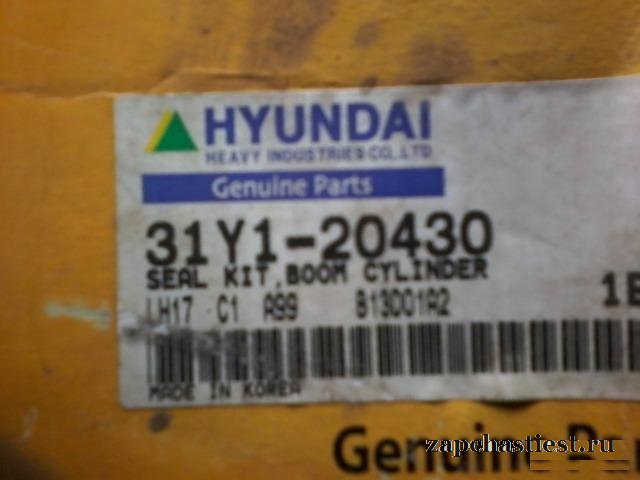 HYUNDAI
HEAVY INDUSTRIES CO., LTD
Genuine Parts
31Y1-20430
SEAL KIT, BOOM CYLINDER
LH17 C1 A99 B13D01A2
MADE IN KOREA
Genuine
zapchastiest.ru